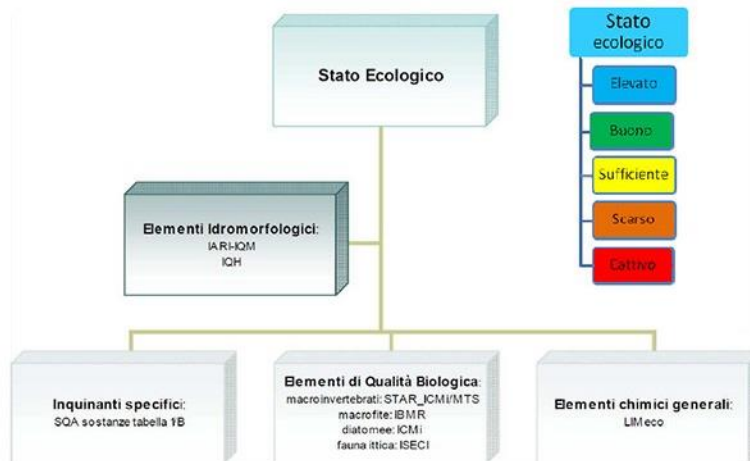 Stato Ecologico
Stato
ecologico
Elevato
Buono
Sufficiente
Scarso
Cattivo
Elementi Idromorfologici:
IARI-IQM
IQH
Inquinanti specifici:
SQA sostanze tabella 1/B
Elementi di Qualità Biologica:
macroinvertebrati: STAR_ICMi/MTS
macrofite: IBMR
diatomee: ICMi
fauna ittica: ISECI
Elementi chimici generali:
LIMeco